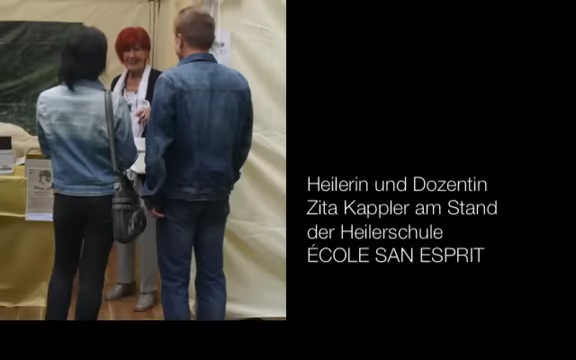 Heilerin und Dozentin
Zita Kappler am Stand
der Heilerschule
ÉCOLE SAN ESPRIT